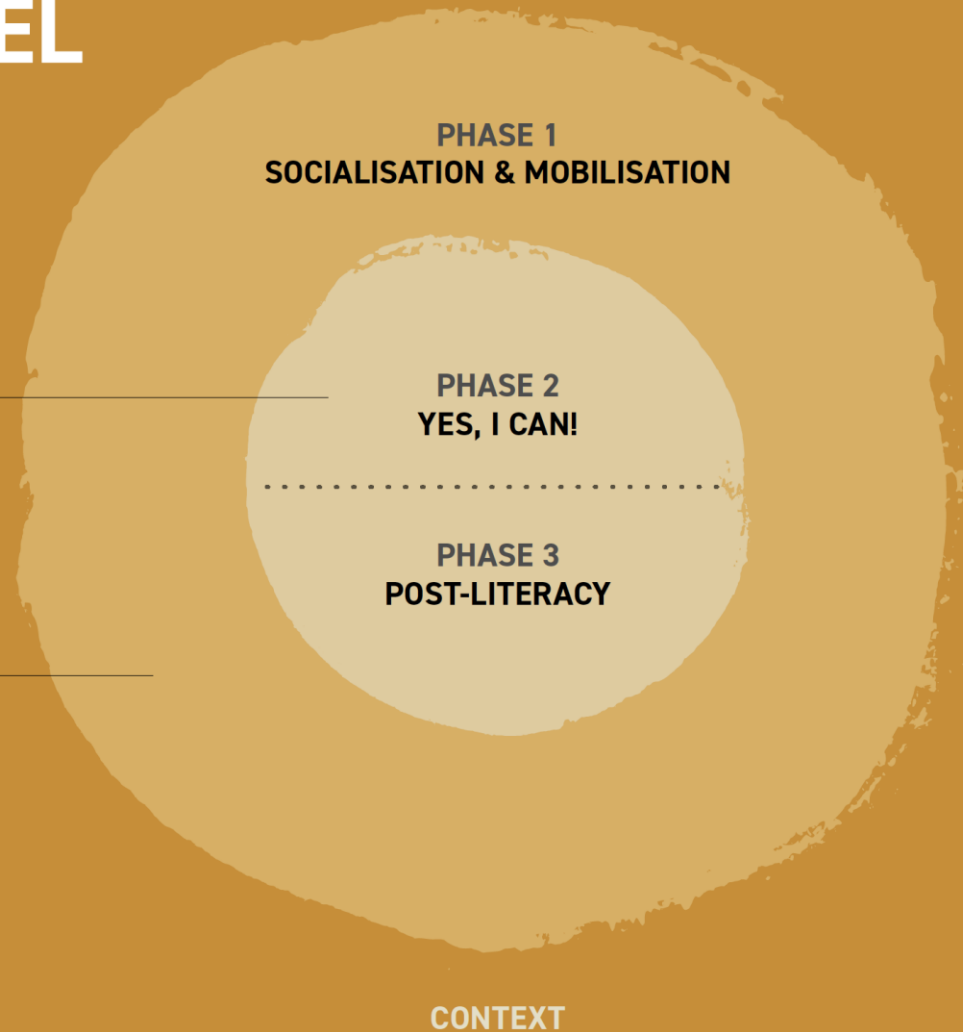 EL
PHASE 1
SOCIALISATION & MOBILISATION
PHASE 2
YES, I CAN!
PHASE 3
POST-LITERACY
CONTEXT